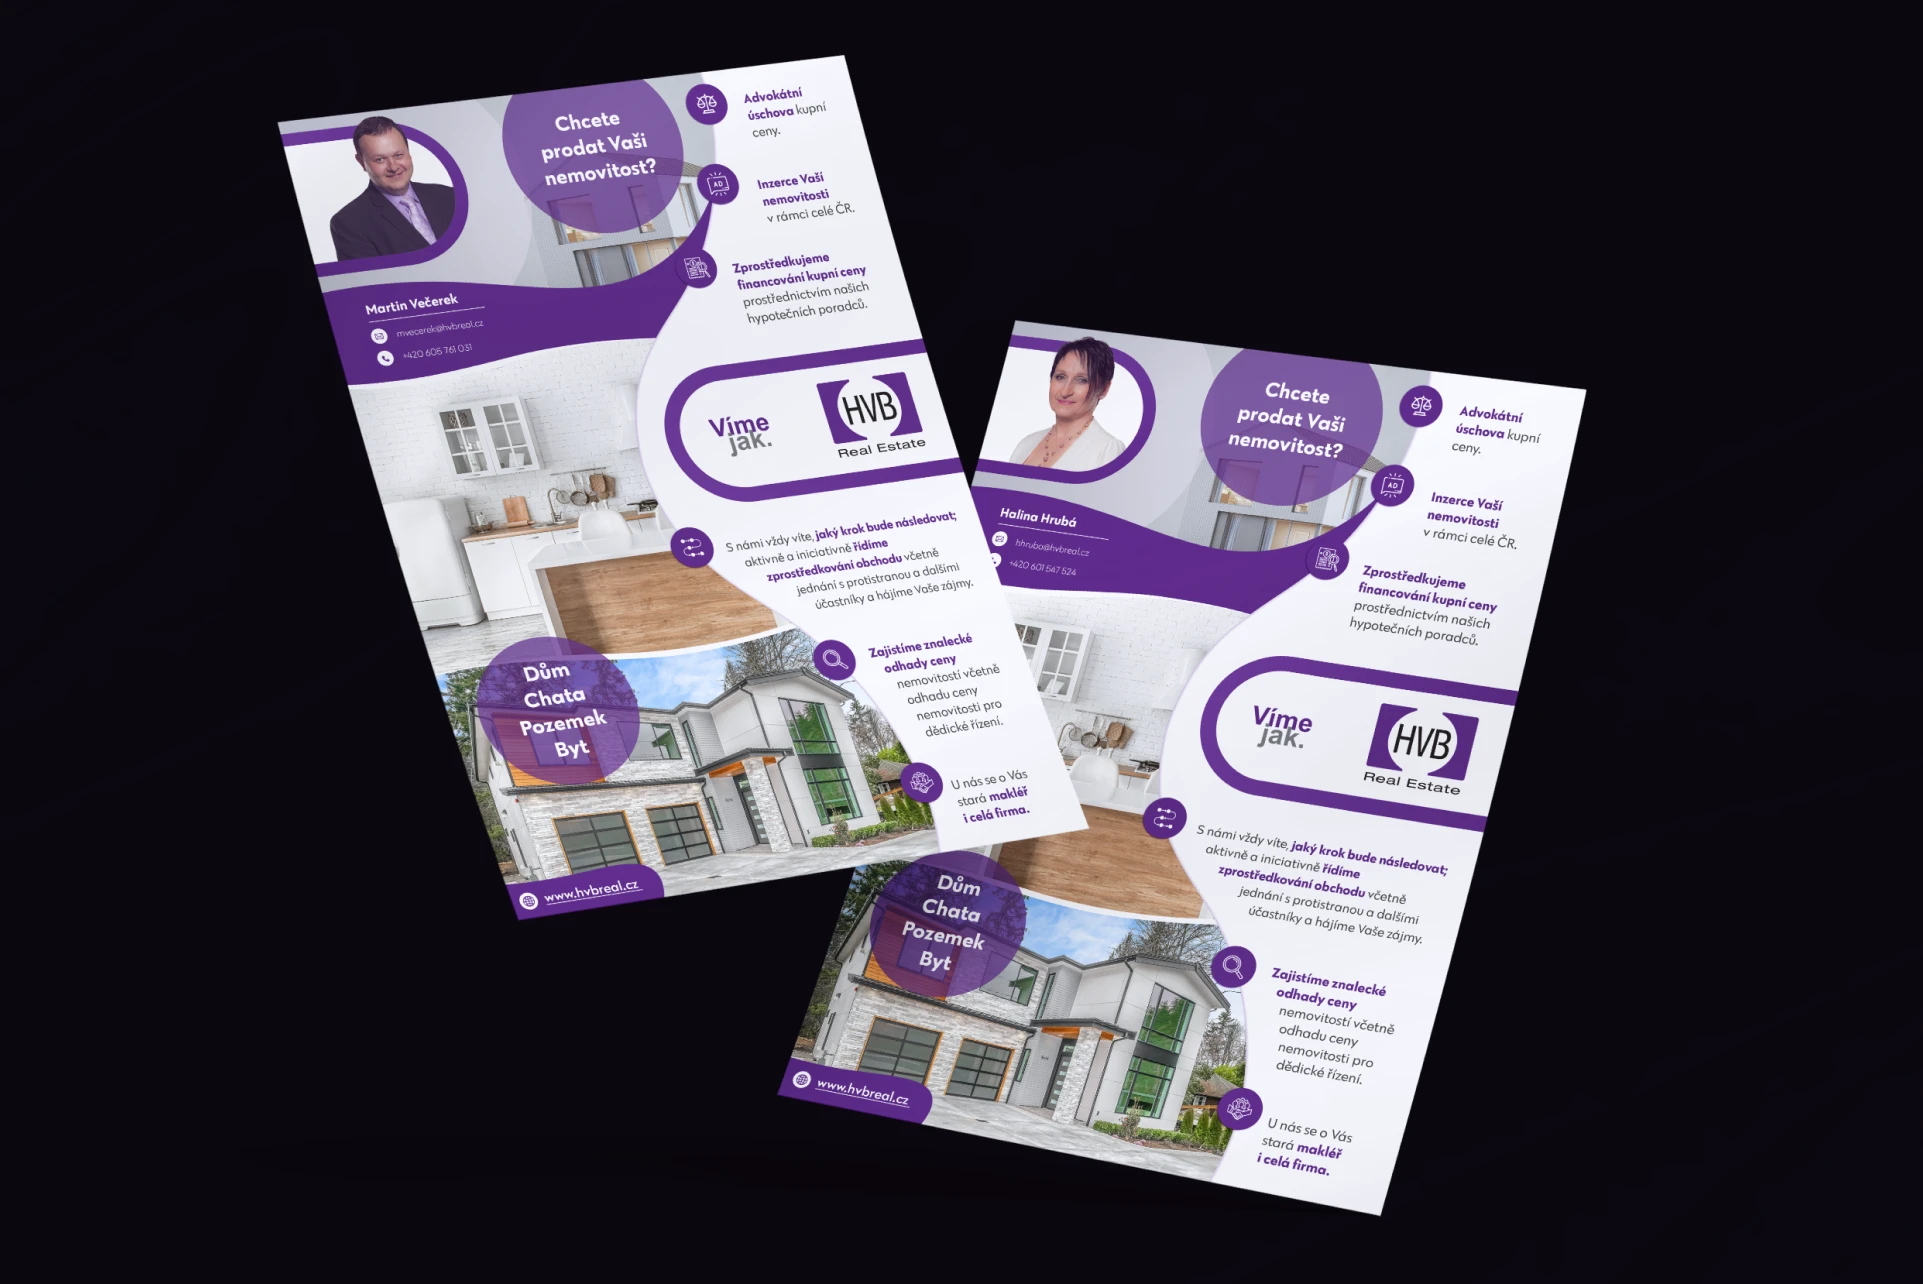 Chcete
prodat Vaši
nemovitost?
Martin Večerek
mvecerek@hvbreal.cz
+420 605 761 031
Advokátní
úschova kupní
ceny.
Inzerce Vaší
nemovitosti
v rámci celé ČR.
Zprostředkujeme
financování kupní ceny
prostřednictvím našich
hypotečních poradců.
Víme
jak.
HVB
Real Estate
S námi vždy víte, jaký krok bude následovat;
aktivně a iniciativně řídíme
zprostředkování obchodu včetně
jednání s protistranou a dalšími
účastníky a hájíme Vaše zájmy.
Zajistíme znalecké
odhady ceny
nemovitostí včetně
odhadu ceny
nemovitosti pro
dědické řízení.
U nás se o Vás
stará makléř
i celá firma.
Dům
Chata
Pozemek
Byt
www.hvbreal.cz
Chcete
prodat Vaši
nemovitost?
Halina Hrubá
hhruba@hvbreal.cz
+420 601 547 524
Advokátní
úschova kupní
ceny.
Inzerce Vaší
nemovitosti
v rámci celé ČR.
Zprostředkujeme
financování kupní ceny
prostřednictvím našich
hypotečních poradců.
Víme
jak.
HVB
Real Estate
S námi vždy víte, jaký krok bude následovat;
aktivně a iniciativně řídíme
zprostředkování obchodu včetně
jednání s protistranou a dalšími
účastníky a hájíme Vaše zájmy.
Zajistíme znalecké
odhady ceny
nemovitostí včetně
odhadu ceny
nemovitosti pro
dědické řízení.
U nás se o Vás
stará makléř
i celá firma.
Dům
Chata
Pozemek
Byt
www.hvbreal.cz